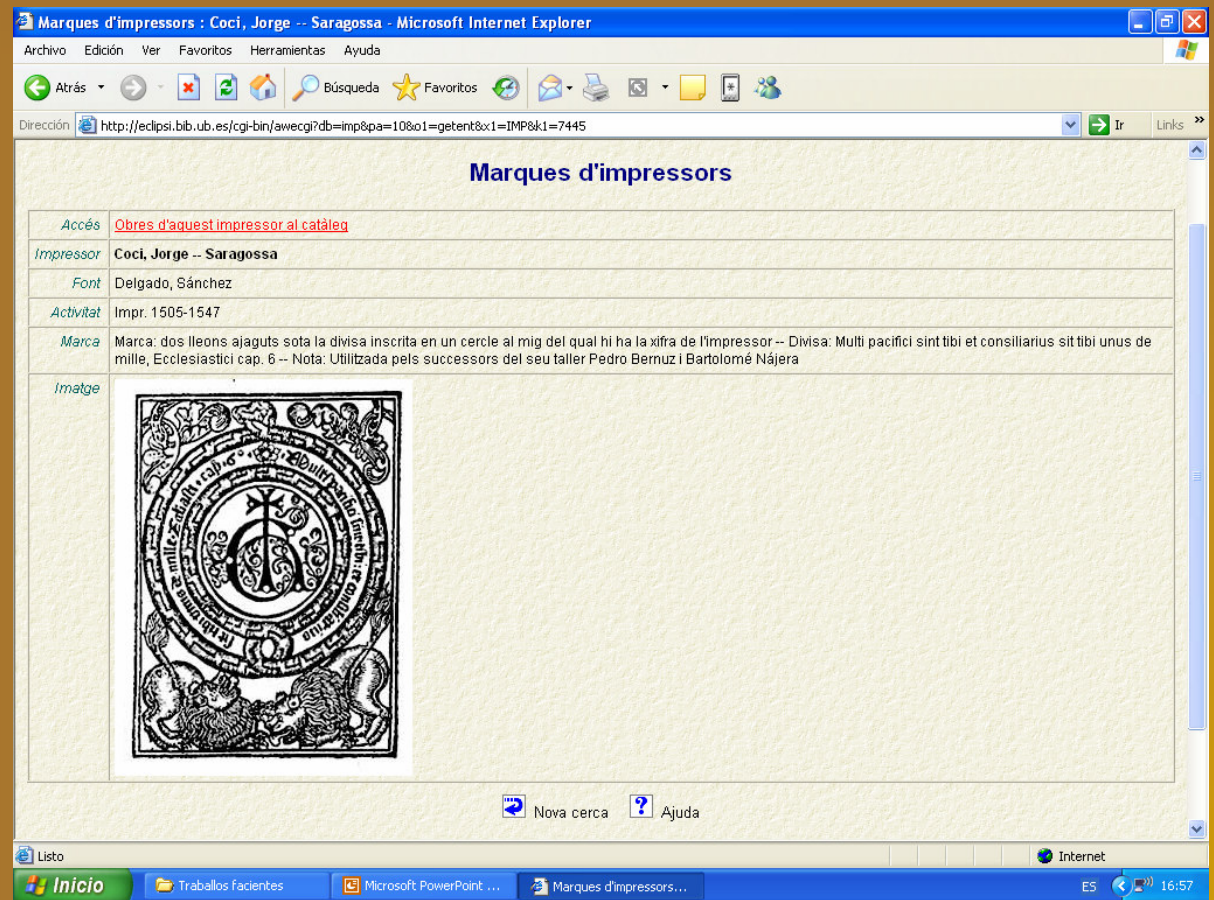 Marques d'impressors : Coci, Jorge -- Saragossa - Microsoft Internet Explorer
Archivo Edición Ver Favoritos Herramientas Ayuda
Atrás Búsqueda Favoritos
Dirección http://eclipsi.bib.ub.es/cgi-bin/awecgi?db=imp&pa=10&o1=getent&x1=IMP&k1=7445 Ir Links »
Marques d'impressors
Accés Obres d'aquest impressor al catàleg
Impressor Coci, Jorge -- Saragossa
Font Delgado, Sánchez
Activitat Impr. 1505-1547
Marca Marca: dos lleons ajaguts sota la divisa inscrita en un cercle al mig del qual hi ha la xifra de l'impressor -- Divisa: Multi pacifici sint tibi et consiliarius sit tibi unus de
mille, Ecclesiastici cap. 6 -- Nota: Utilitzada pels successors del seu taller Pedro Bernuz i Bartolomé Nájera
Imatge
Nova cerca ? Ajuda
Listo Internet
Inicio Traballos facientes Microsoft PowerPoint ... Marques d'impressors... ES 16:57